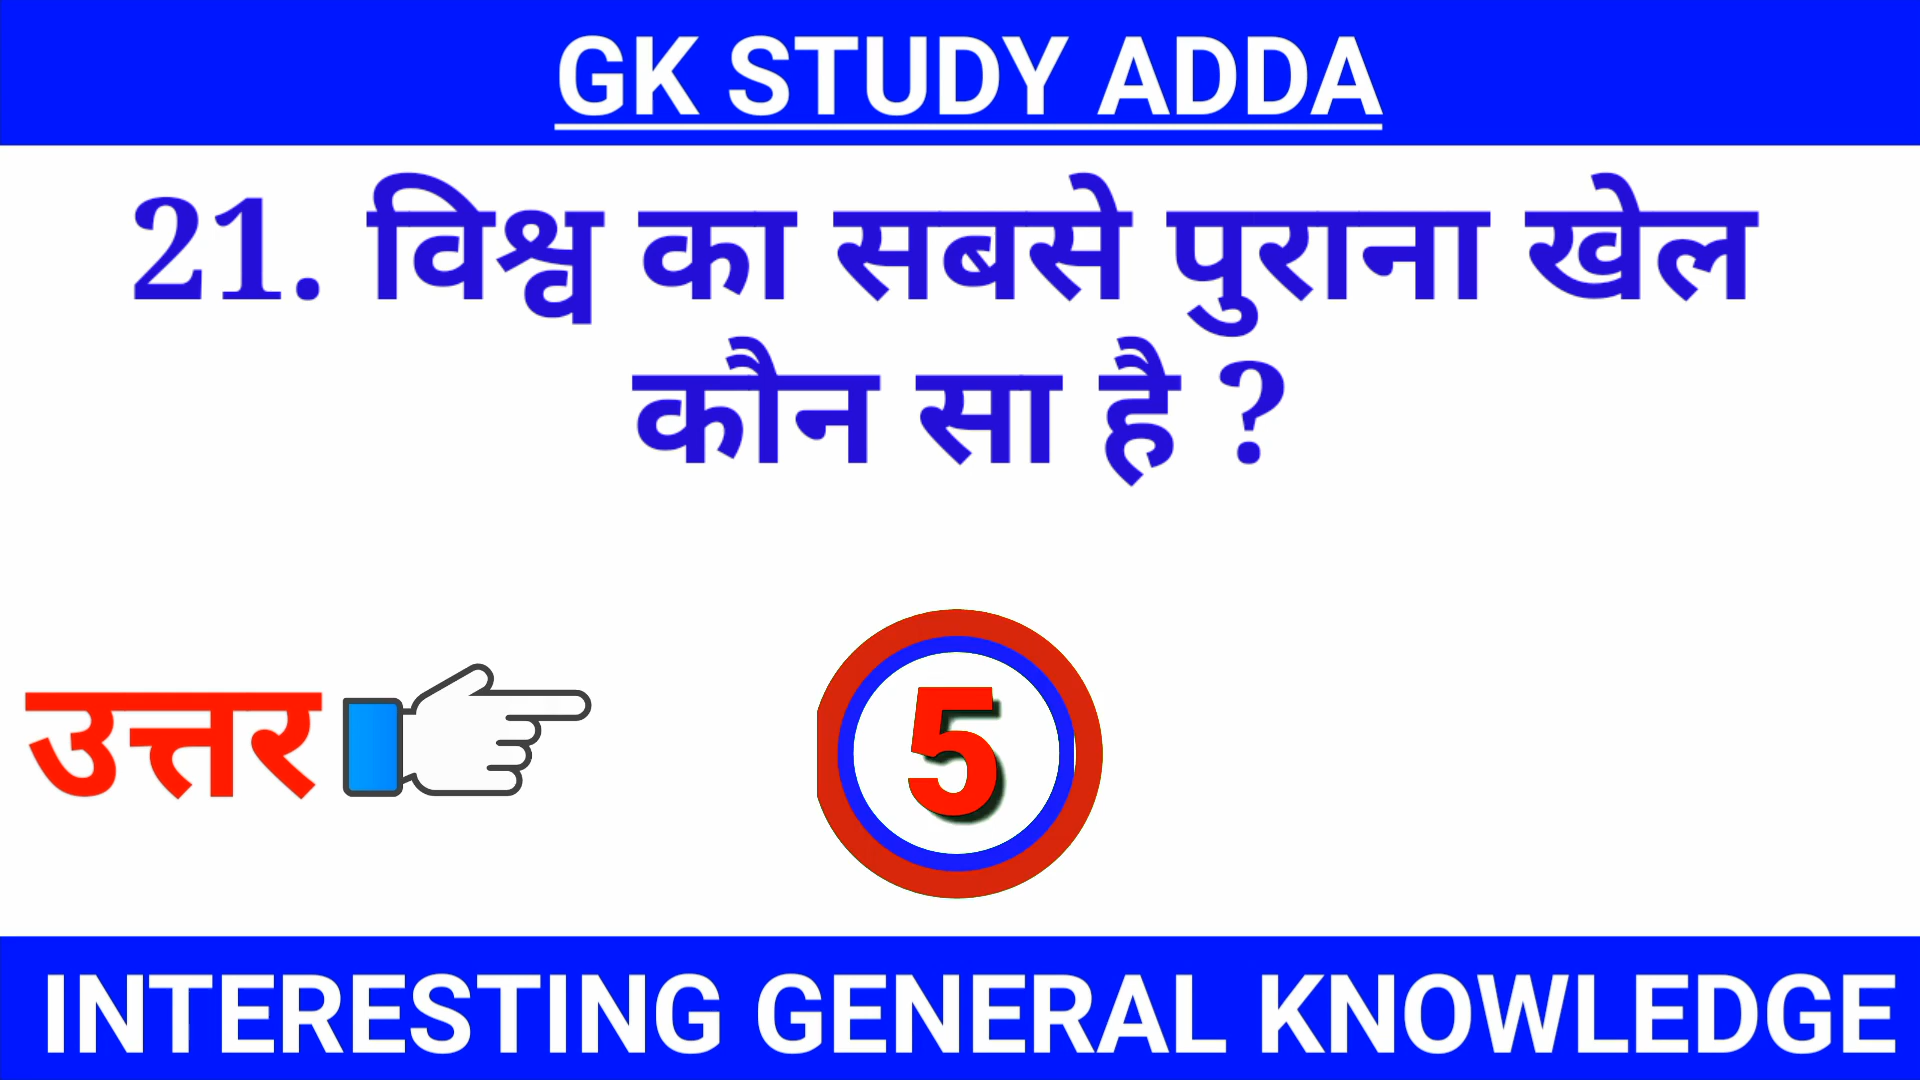 GK STUDY ADDA
21. विश्व का सबसे पुराना खेल
कौन सा है ?
उत्तर
5
INTERESTING GENERAL KNOWLEDGE